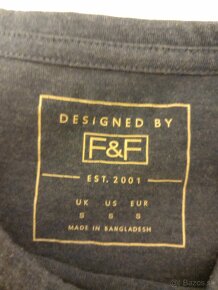 DESIGNED BY
F&F
EST. 2001
UK US EUR
S S S
MADE IN BANGLADESH
Bazos.sk